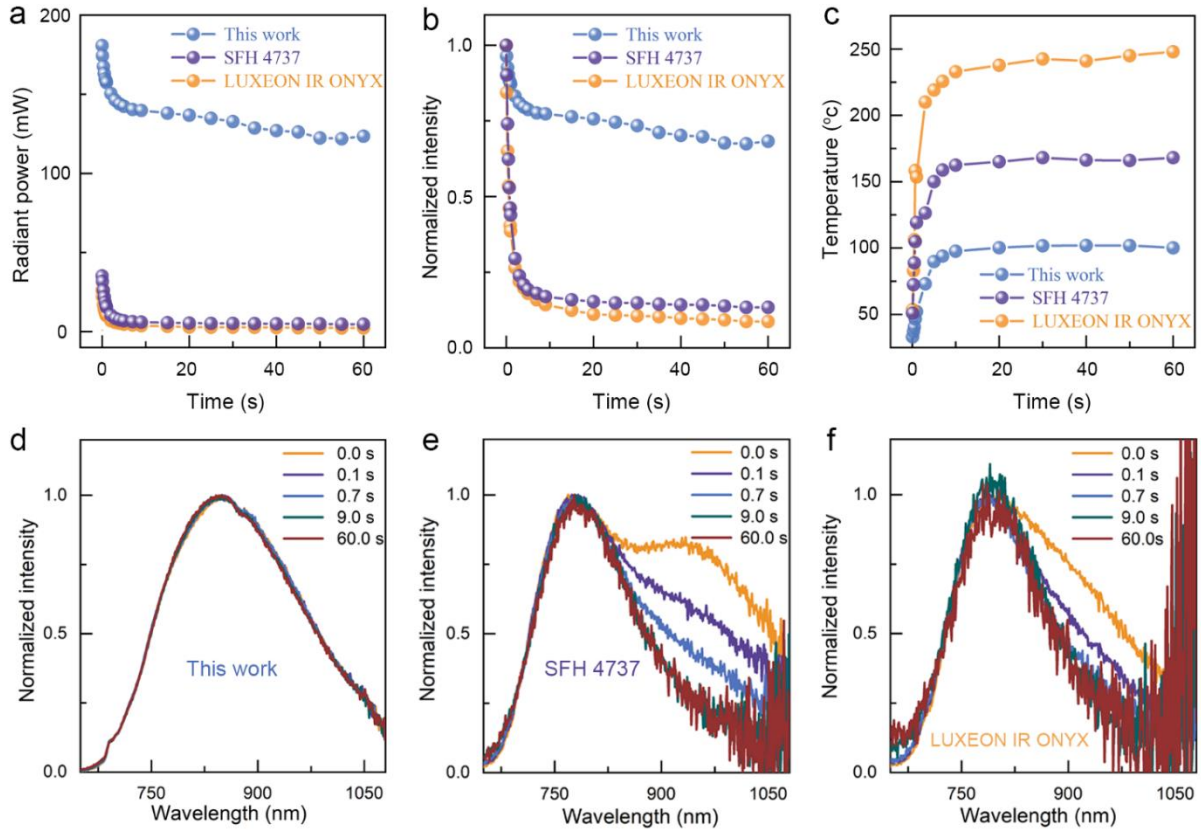 a
200
100
0
Radiant power (mW)
This work
SFH 4737
LUXEON IR ONYX
0
20
40
60
Time (s)
b
1.0
0.5
0.0
Normalized intensity
This work
SFH 4737
LUXEON IR ONYX
0
20
40
60
Time (s)
c
250
200
150
100
50
Temperature (°c)
This work
SFH 4737
LUXEON IR ONYX
0
20
40
60
Time (s)
d
1.0
0.5
0.0
Normalized intensity
0.0 s
0.1 s
0.7 s
9.0 s
60.0 s
This work
750
900
1050
Wavelength (nm)
e
1.0
0.5
0.0
Normalized intensity
0.0 s
0.1 s
0.7 s
9.0 s
60.0 s
SFH 4737
750
900
1050
Wavelength (nm)
f
1.0
0.5
0.0
Normalized intensity
0.0 s
0.1 s
0.7 s
9.0 s
60.0s
LUXEON IR ONYX
750
900
1050
Wavelength (nm)